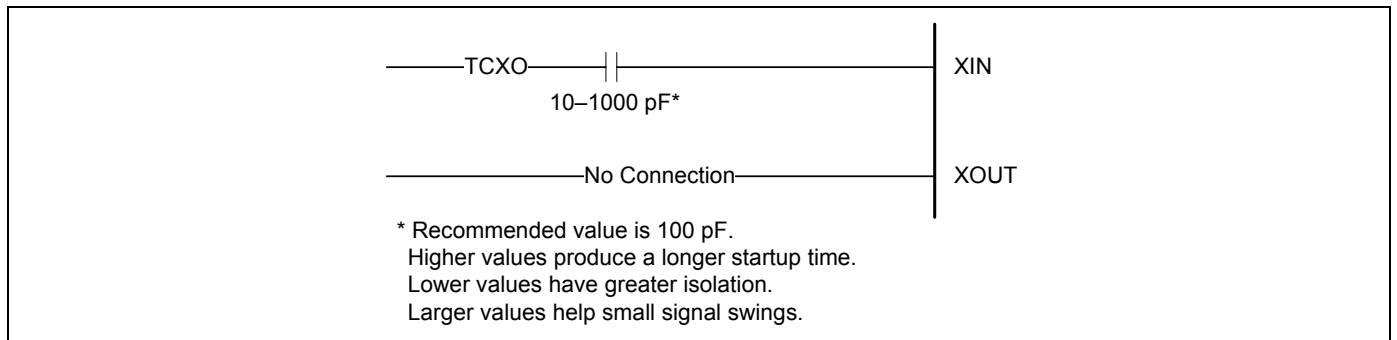 TCXO XIN
10–1000 pF*
No Connection XOUT
* Recommended value is 100 pF.
Higher values produce a longer startup time.
Lower values have greater isolation.
Larger values help small signal swings.